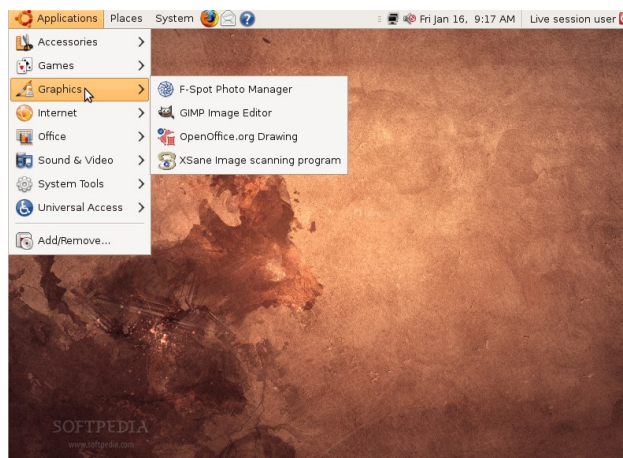 Applications Places System Fri Jan 16, 9:17 AM Live session user
Accessories
Games
Graphics
Internet
Office
Sound & Video
System Tools
Universal Access
Add/Remove...
F-Spot Photo Manager
GIMP Image Editor
OpenOffice.org Drawing
XSane Image scanning program
SOFTPEDIA
www.softpedia.com